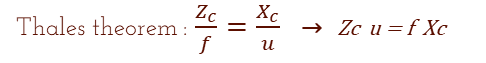 Thales theorem : Zc/f = Xc/u → Zc u = f Xc